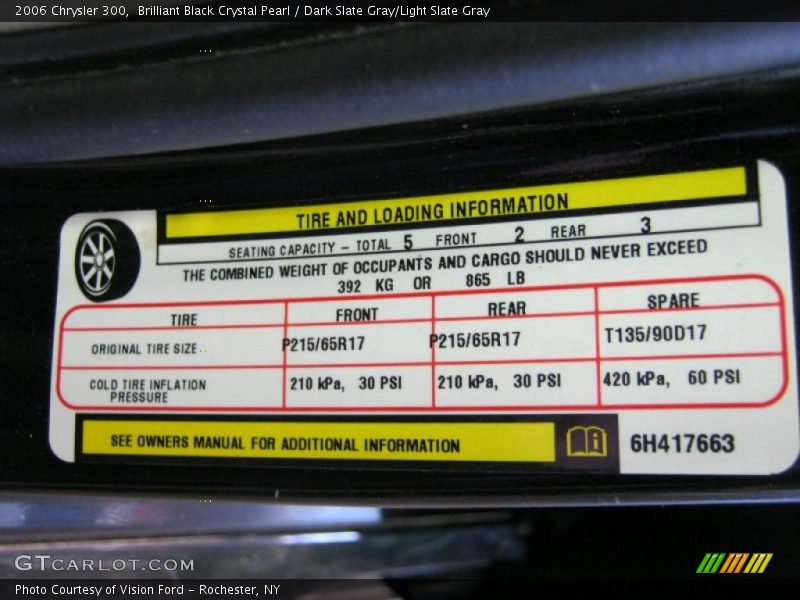 2006 Chrysler 300, Brilliant Black Crystal Pearl / Dark Slate Gray/Light Slate Gray
TIRE AND LOADING INFORMATION
SEATING CAPACITY – TOTAL 5 FRONT 2 REAR 3
THE COMBINED WEIGHT OF OCCUPANTS AND CARGO SHOULD NEVER EXCEED
392 KG OR 865 LB
TIRE FRONT REAR SPARE
ORIGINAL TIRE SIZE P215/65R17 P215/65R17 T135/90D17
COLD TIRE INFLATION 210 kPa, 30 PSI 210 kPa, 30 PSI 420 kPa, 60 PSI
PRESSURE
SEE OWNERS MANUAL FOR ADDITIONAL INFORMATION 6H417663
GTCARLOT.COM
Photo Courtesy of Vision Ford – Rochester, NY